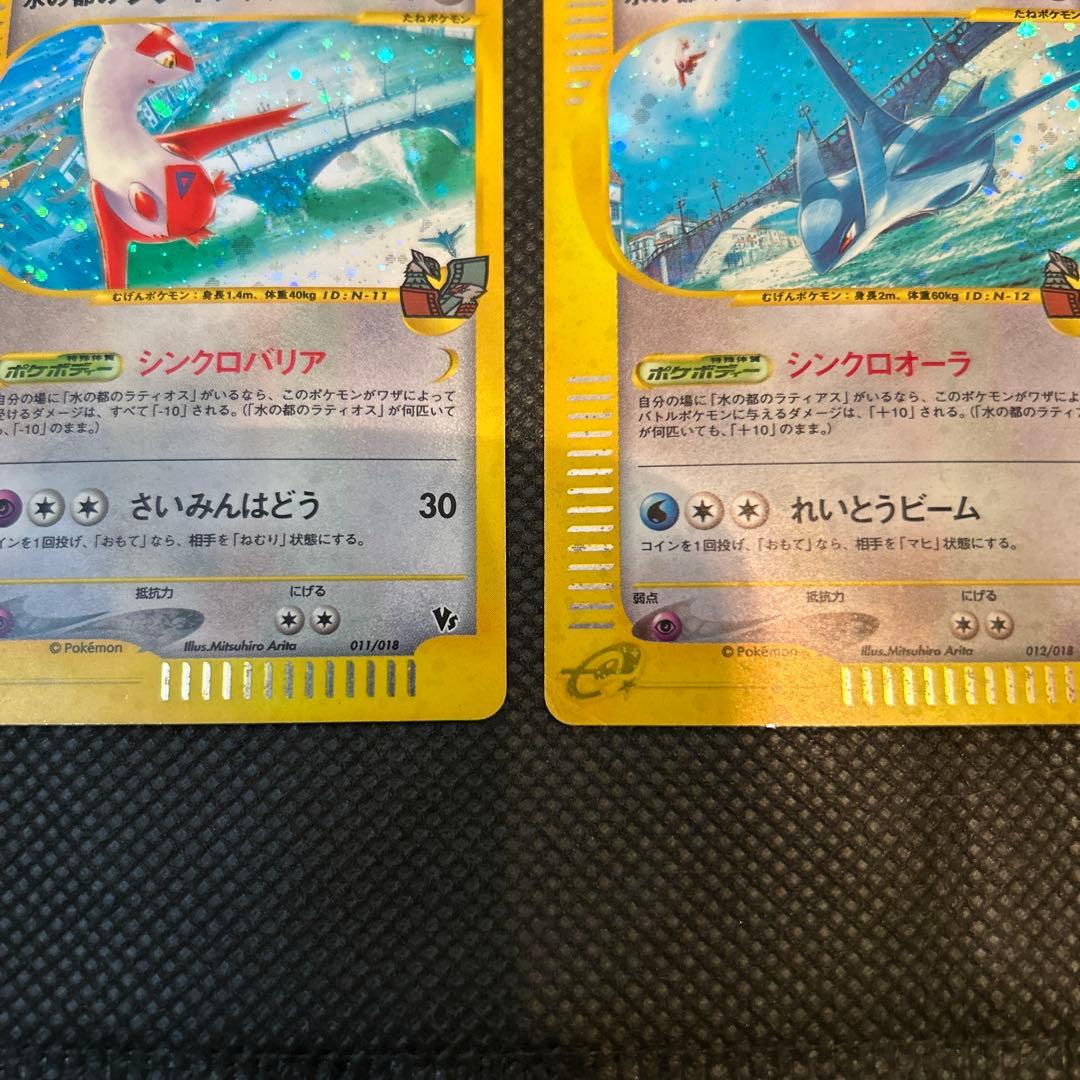 たねポケモン
むげんポケモン：身長1.4m、体重40kg ID:N-11
特殊体質
ポケボディー シンクロバリア
自分の場に「水の都のラティオス」がいるなら、このポケモンがワザによって
受けるダメージは、すべて「-10」される。（「水の都のラティオス」が何匹いて
も、「-10」のまま。）
さいみんはどう 30
コインを1回投げ、「おもて」なら、相手を「ねむり」状態にする。
抵抗力 にげる
©Pokémon Illus.Mitsuhiro Arita 011/018
VS
たねポケモン
むげんポケモン：身長2m、体重60kg ID:N-12
特殊体質
ポケボディー シンクロオーラ
自分の場に「水の都のラティアス」がいるなら、このポケモンがワザによ
バトルポケモンに与えるダメージは、「＋10」される。（「水の都のラティ
が何匹いても、「＋10」のまま。）
れいとうビーム
コインを1回投げ、「おもて」なら、相手を「マヒ」状態にする。
弱点 抵抗力 にげる
©Pokémon Illus.Mitsuhiro Arita 012/018